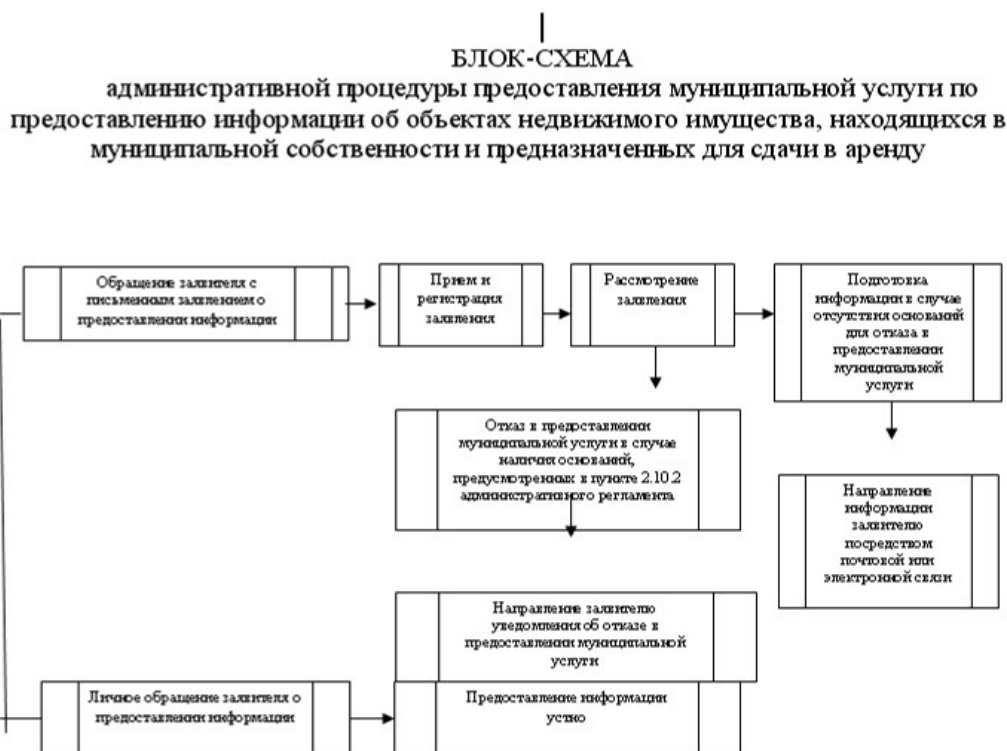 БЛОК-СХЕМА
административной процедуры предоставления муниципальной услуги по
предоставлению информации об объектах недвижимого имущества, находящихся в
муниципальной собственности и предназначенных для сдачи в аренду
Обращение заявителя с
письменным заявлением о
предоставлении информации
Прием и
регистрация
заявления
Рассмотрение
заявления
Подготовка
информации в случае
отсутствия оснований
для отказа в
предоставлении
муниципальной
услуги
Отказ в предоставлении
муниципальной услуги в случае
наличия оснований,
предусмотренных в пункте 2.10.2
административного регламента
Направление
информации
заявителю
посредством
почтовой или
электронной связи
Направление заявителю
уведомления об отказе в
предоставлении муниципальной
услуги
Личное обращение заявителя о
предоставлении информации
Предоставление информации
устно